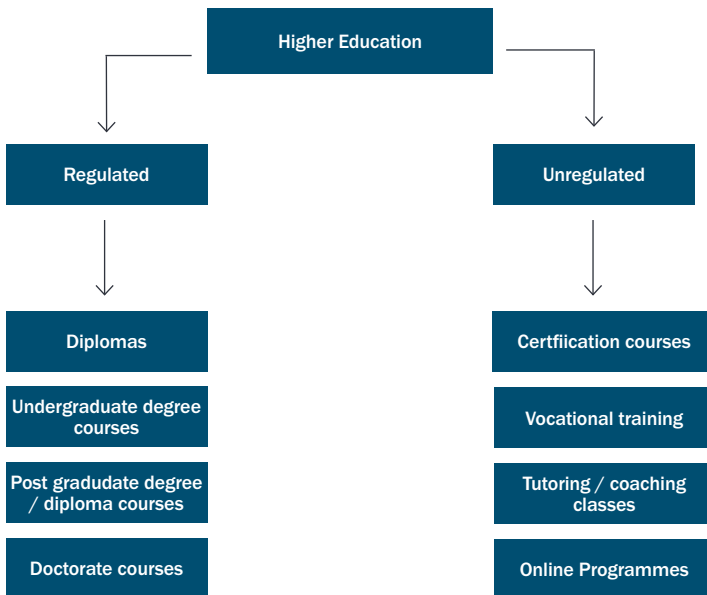 Higher Education
Regulated
Unregulated
Diplomas
Undergraduate degree
courses
Post gradudate degree
/ diploma courses
Doctorate courses
Certfiication courses
Vocational training
Tutoring / coaching
classes
Online Programmes